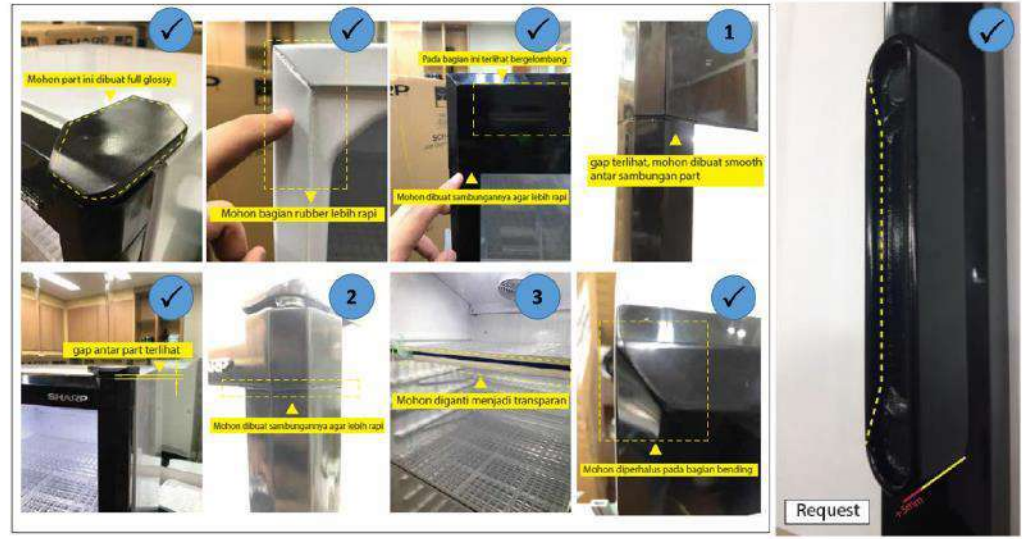 Mohon part ini dibuat full glossy
Mohon bagian rubber lebih rapi
Pada bagian ini terlihat bergelombang
Mohon dibuat sambungannya agar lebih rapi
1
gap terlihat, mohon dibuat smooth
antar sambungan part
gap antar part terlihat
SHARP
2
Mohon dibuat sambungannya agar lebih rapi
3
Mohon diganti menjadi transparan
Mohon diperhalus pada bagian bending
+5mm
Request